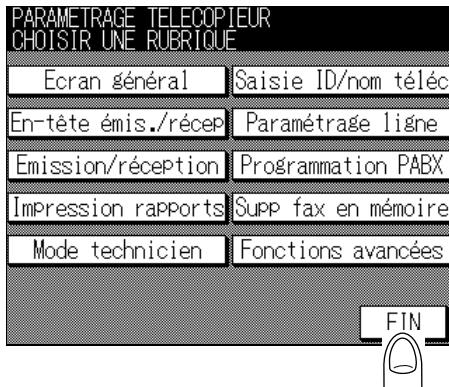 PARAMETRAGE TELECOPIEUR
CHOISIR UNE RUBRIQUE
Ecran général
Saisie ID/nom téléc
En-tête émis./récep
Paramétrage ligne
Emission/réception
Programmation PABX
Impression rapports
Supp fax en mémoire
Mode technicien
Fonctions avancées
FIN